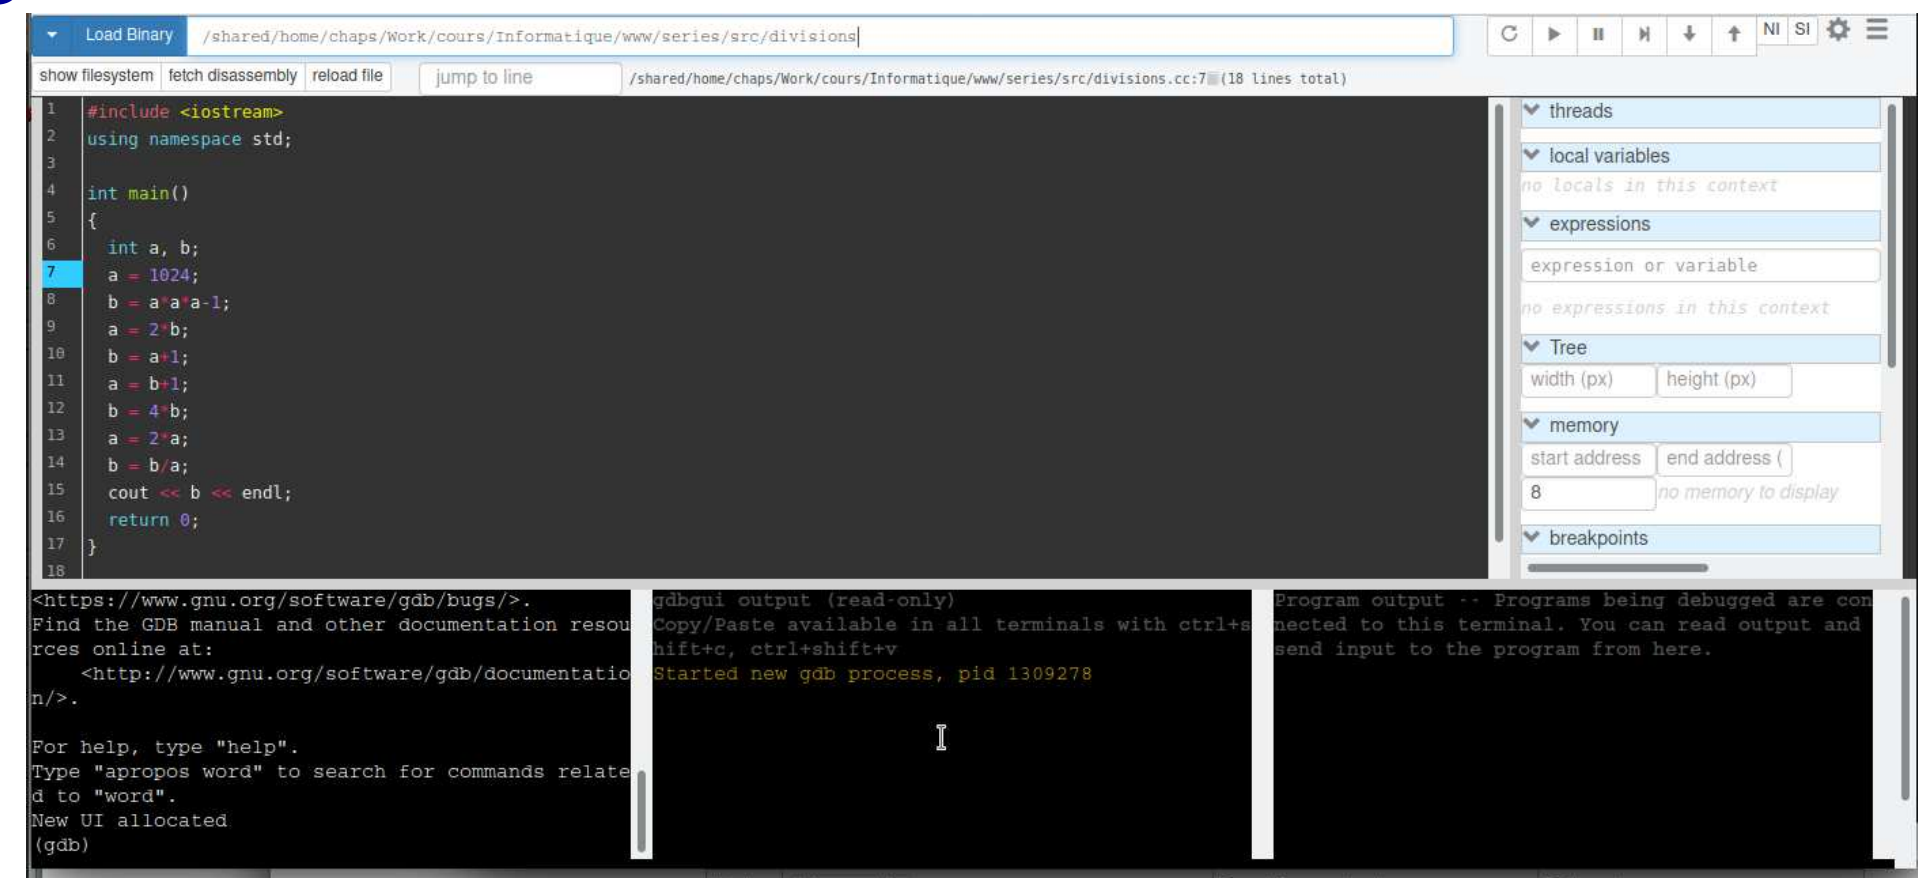 Load Binary
/shared/home/chaps/Work/cours/Informatique/www/series/src/divisions
NI
SI
show filesystem
fetch disassembly
reload file
jump to line
/shared/home/chaps/Work/cours/Informatique/www/series/src/divisions.cc:7 (18 lines total)
1 #include <iostream>
2 using namespace std;
3
4 int main()
5 {
6 int a, b;
7 a = 1024;
8 b = a*a*a-1;
9 a = 2*b;
10 b = a+1;
11 a = b+1;
12 b = 4*b;
13 a = 2*a;
14 b = b/a;
15 cout << b << endl;
16 return 0;
17 }
18
threads
local variables
no locals in this context
expressions
expression or variable
no expressions in this context
Tree
width (px)
height (px)
memory
start address
end address (
8
no memory to display
breakpoints
<https://www.gnu.org/software/gdb/bugs/>.
Find the GDB manual and other documentation resou
rces online at:
<http://www.gnu.org/software/gdb/documentatio
n/>.
For help, type "help".
Type "apropos word" to search for commands relate
d to "word".
New UI allocated
(gdb)
gdbgui output (read-only)
Copy/Paste available in all terminals with ctrl+s
hift+c, ctrl+shift+v
Started new gdb process, pid 1309278
Program output -- Programs being debugged are con
nected to this terminal. You can read output and
send input to the program from here.